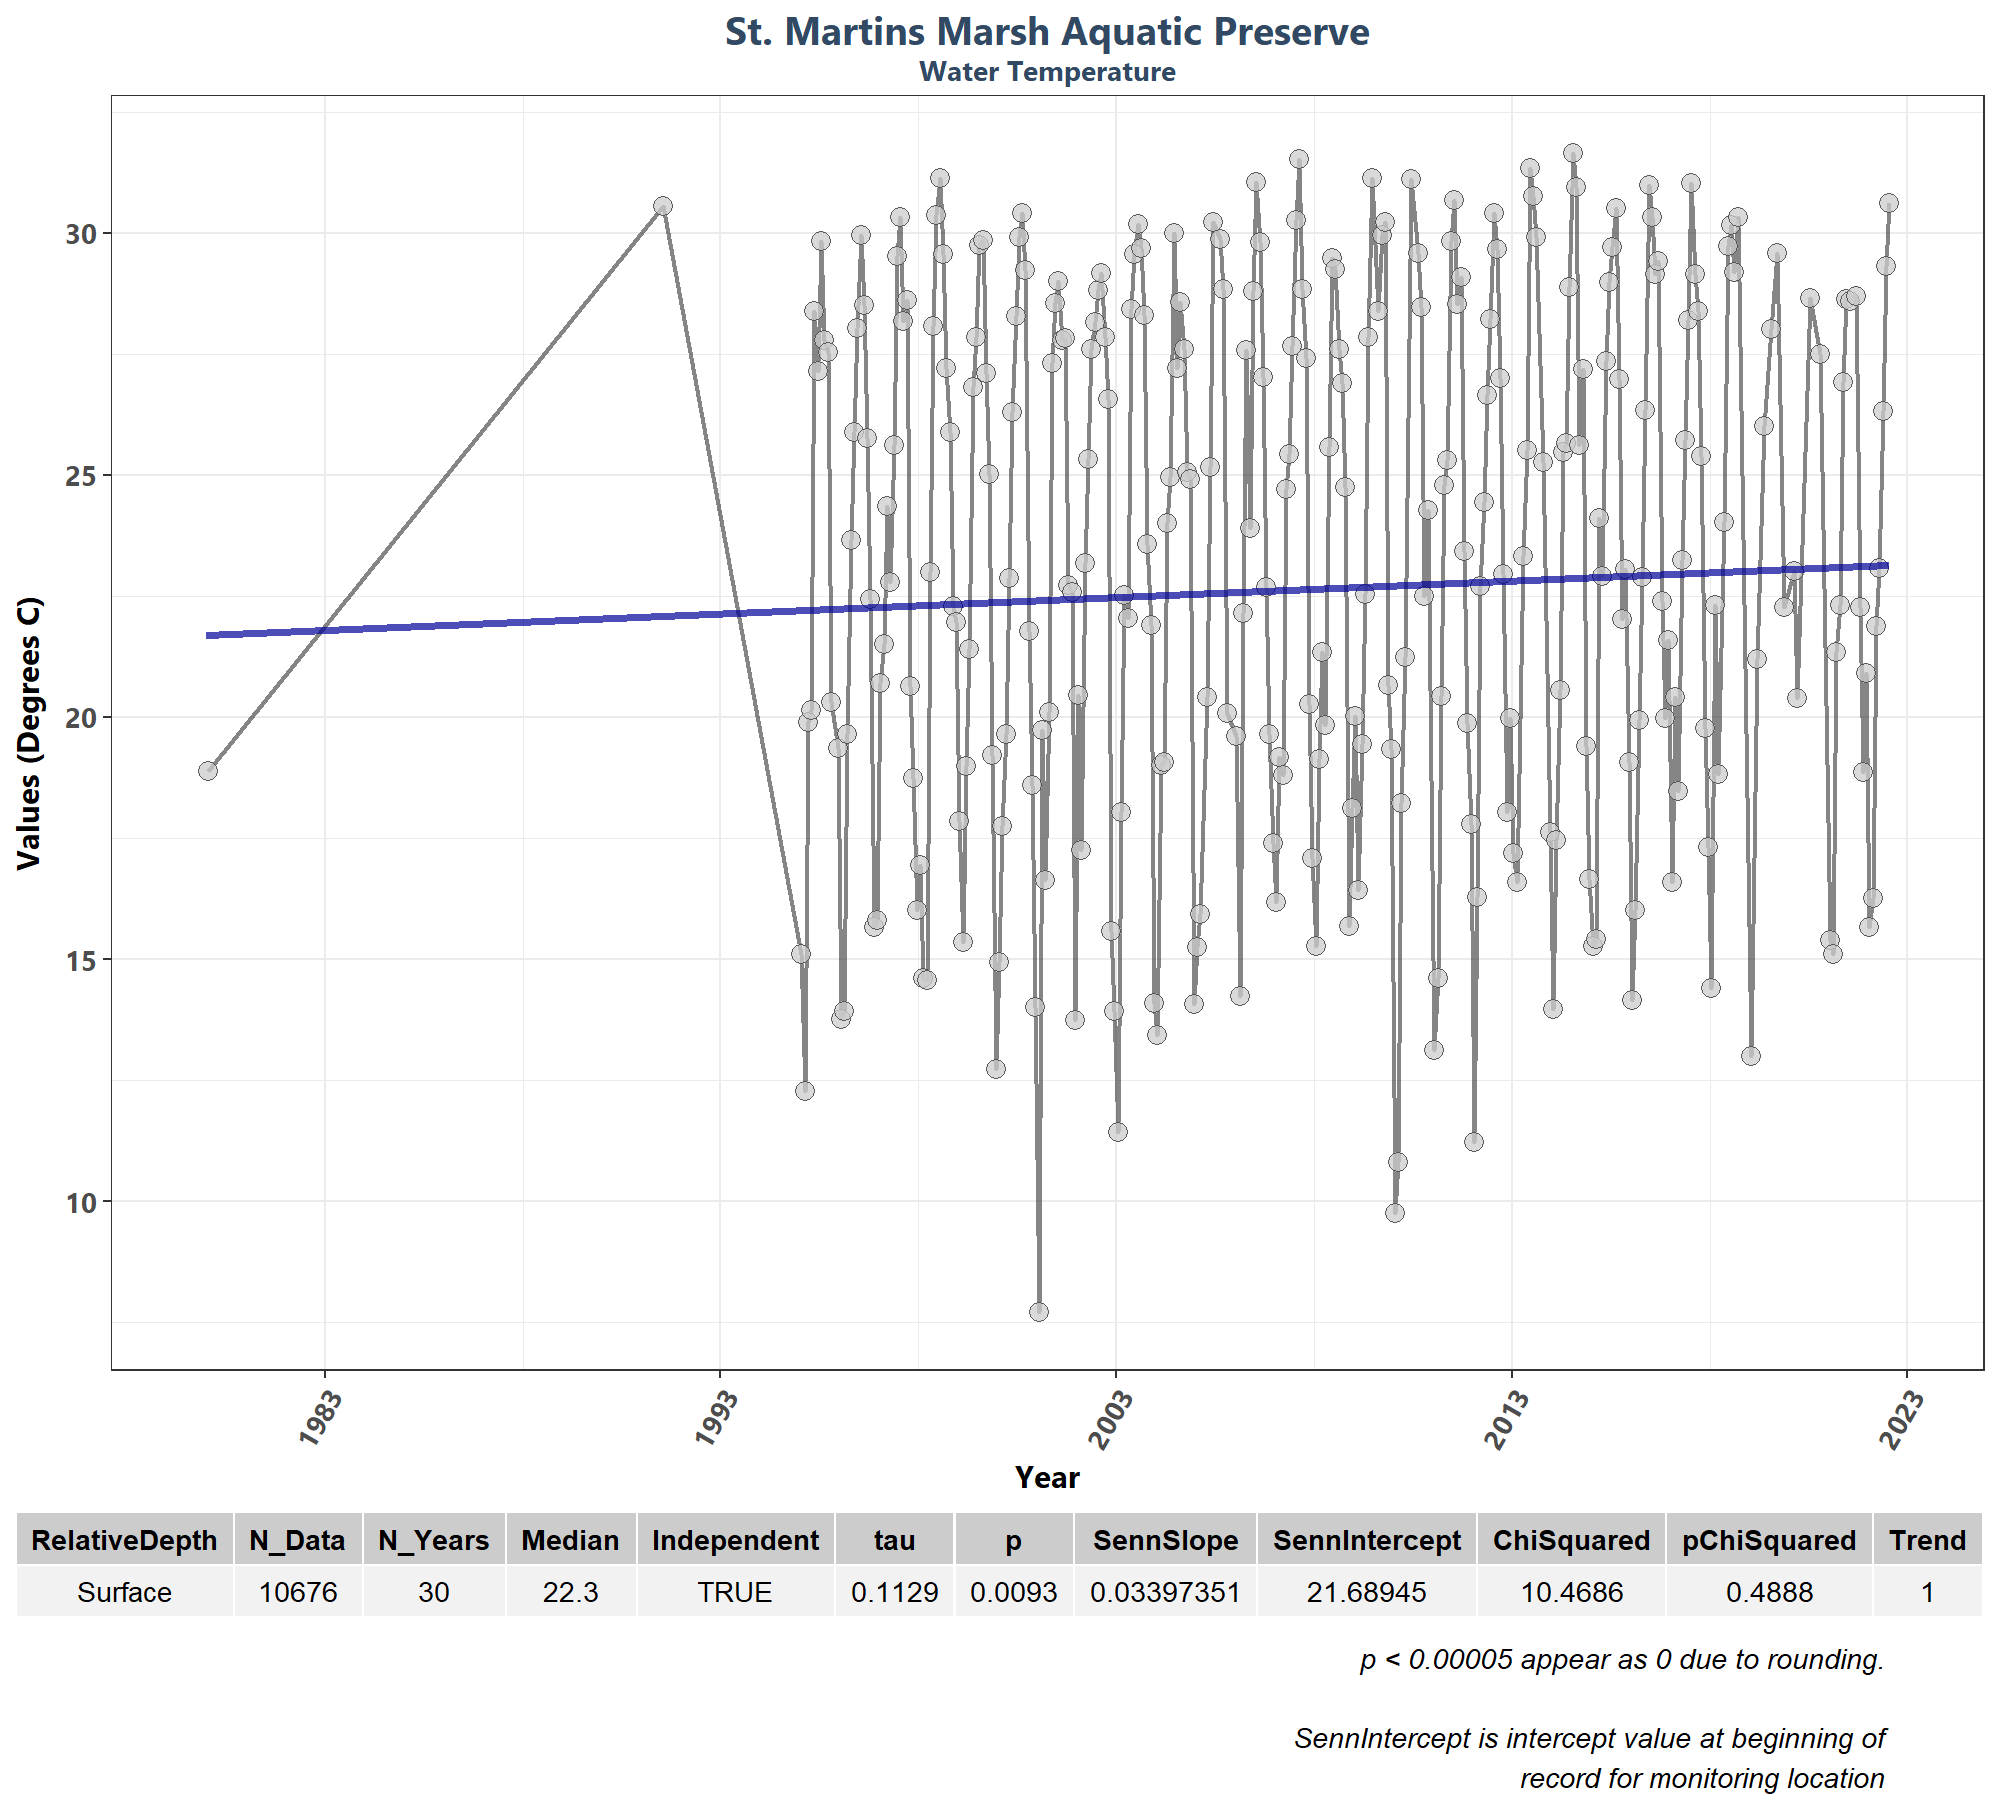 St. Martins Marsh Aquatic Preserve
Water Temperature
Values (Degrees C)
30
25
20
15
10
1983
1993
2003
2013
2023
Year
RelativeDepth N_Data N_Years Median Independent tau p SennSlope SennIntercept ChiSquared pChiSquared Trend
Surface 10676 30 22.3 TRUE 0.1129 0.0093 0.03397351 21.68945 10.4686 0.4888 1
p < 0.00005 appear as 0 due to rounding.
SennIntercept is intercept value at beginning of
record for monitoring location